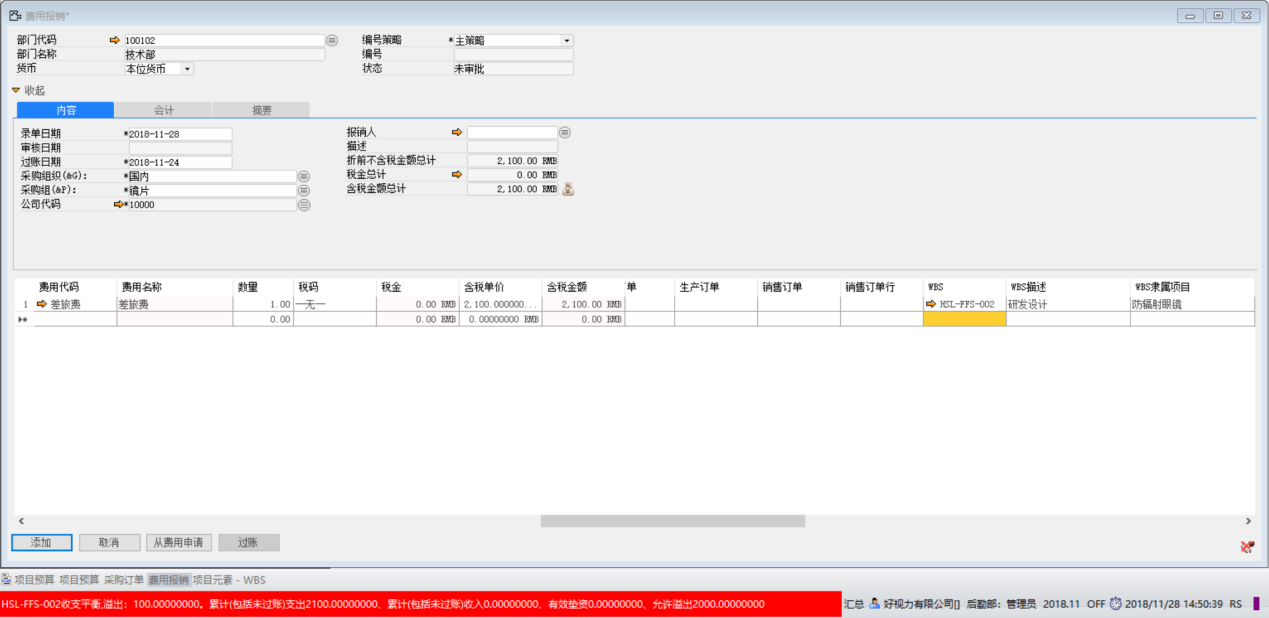 费用报销*
部门代码 100102 编号策略 *主策略
部门名称 技术部 编号
货币 本位货币 状态 未审批
收起
内容 会计 摘要
录单日期 *2018-11-28 报销人
审核日期 描述
过账日期 *2018-11-24 折前不含税金额总计 2,100.00 RMB
采购组织(&G): *国内 税金总计 0.00 RMB
采购组(&P): *镜片 含税金额总计 2,100.00 RMB
公司代码 *10000
费用代码 费用名称 数量 税码 税金 含税单价 含税金额 单 生产订单 销售订单 销售订单行 WBS WBS描述 WBS隶属项目
1 差旅费 差旅费 1.00 —无— 0.00 RMB 2,100.000000... 2,100.00 RMB HSL-FFS-002 研发设计 防辐射眼镜
0.00 0.00 RMB 0.00000000 RMB 0.00 RMB
添加 取消 从费用申请 过账
项目预算 项目预算 采购订单 费用报销 项目元素 - WBS
HSL-FFS-002收支平衡,溢出：100.00000000。累计(包括未过账)支出2100.00000000、累计(包括未过账)收入0.00000000、有效垫资0.00000000、允许溢出2000.00000000 汇总 好视力有限公司[] 后勤部：管理员 2018.11 OFF 2018/11/28 14:50:39 RS